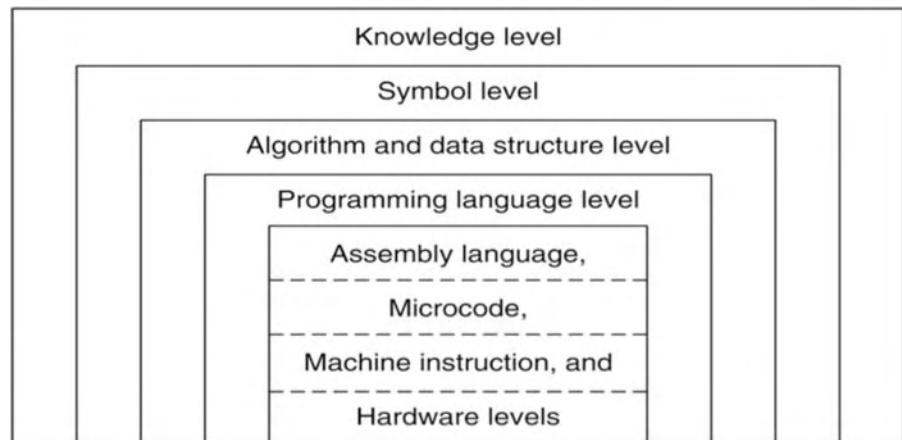 Knowledge level
Symbol level
Algorithm and data structure level
Programming language level
Assembly language,
Microcode,
Machine instruction, and
Hardware levels